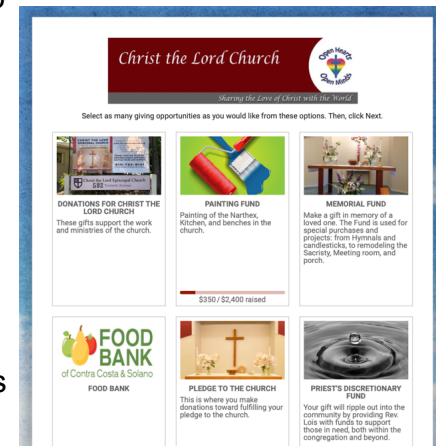 Christ the Lord Church
Open Hearts
Open Minds
Sharing the Love of Christ with the World
Select as many giving opportunities as you would like from these options. Then, click Next.
Christ the Lord Episcopal Church
592
DONATIONS FOR CHRIST THE
LORD CHURCH
These gifts support the work
and ministries of the church.
PAINTING FUND
Painting of the Narthex,
Kitchen, and benches in the
church.
$350 / $2,400 raised
MEMORIAL FUND
Make a gift in memory of a
loved one. The Fund is used for
special purchases and
projects: from Hymnals and
candlesticks, to remodeling the
Sacristy, Meeting room, and
porch.
FOOD
BANK
of Contra Costa & Solano
FOOD BANK
PLEDGE TO THE CHURCH
This is where you make
donations toward fulfilling your
pledge to the church.
PRIEST'S DISCRETIONARY
FUND
Your gift will ripple out into the
community by providing Rev.
Lois with funds to support
those in need, both within the
congregation and beyond.
s